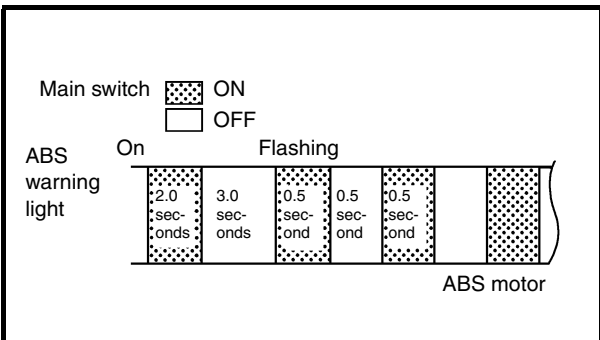 Main switch ON
OFF
On Flashing
ABS
warning
light
2.0
sec-
onds
3.0
sec-
onds
0.5
sec-
ond
0.5
sec-
ond
0.5
sec-
ond
ABS motor